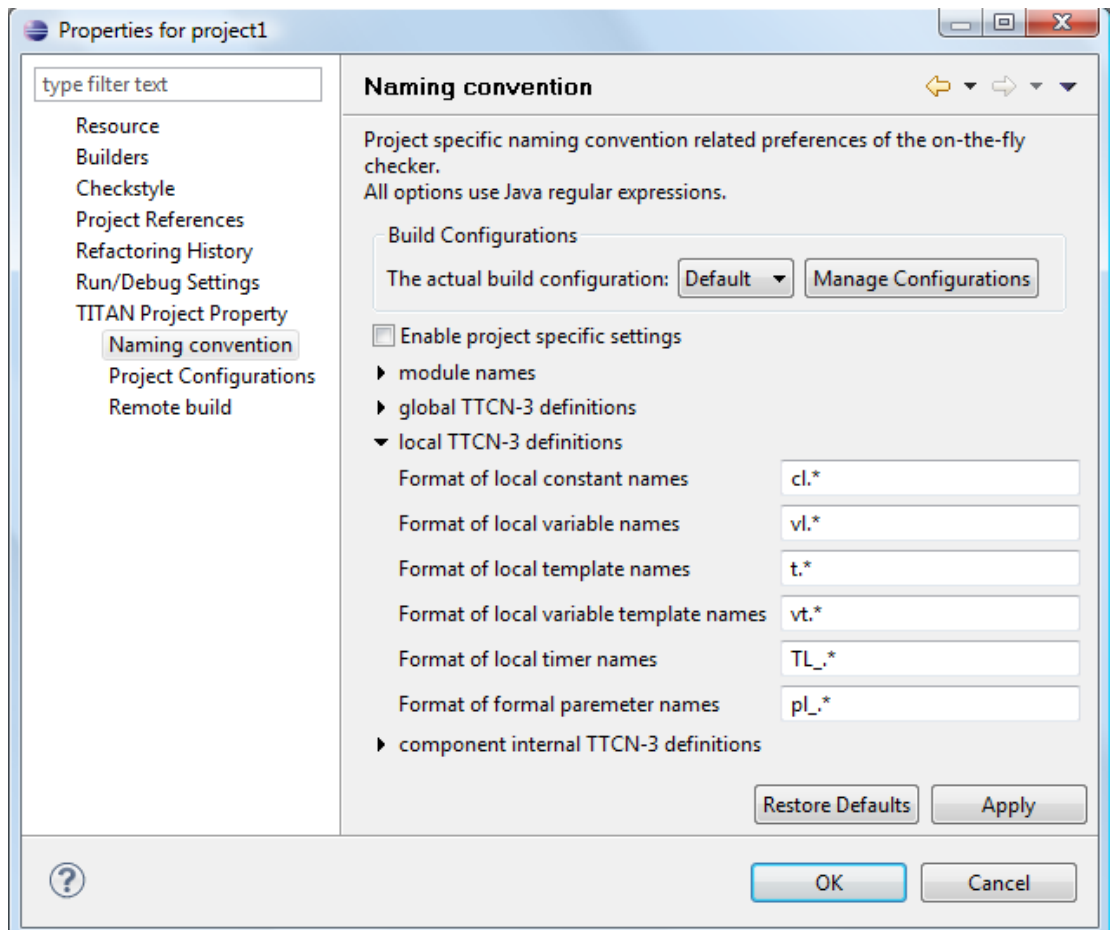 Properties for project1
type filter text
Resource
Builders
Checkstyle
Project References
Refactoring History
Run/Debug Settings
TITAN Project Property
Naming convention
Project Configurations
Remote build
Naming convention
Project specific naming convention related preferences of the on-the-fly
checker.
All options use Java regular expressions.
Build Configurations
The actual build configuration: Default Manage Configurations
Enable project specific settings
module names
global TTCN-3 definitions
local TTCN-3 definitions
Format of local constant names cl.*
Format of local variable names vl.*
Format of local template names t.*
Format of local variable template names vt.*
Format of local timer names TL_.*
Format of formal paremeter names pl_.*
component internal TTCN-3 definitions
Restore Defaults Apply
? OK Cancel